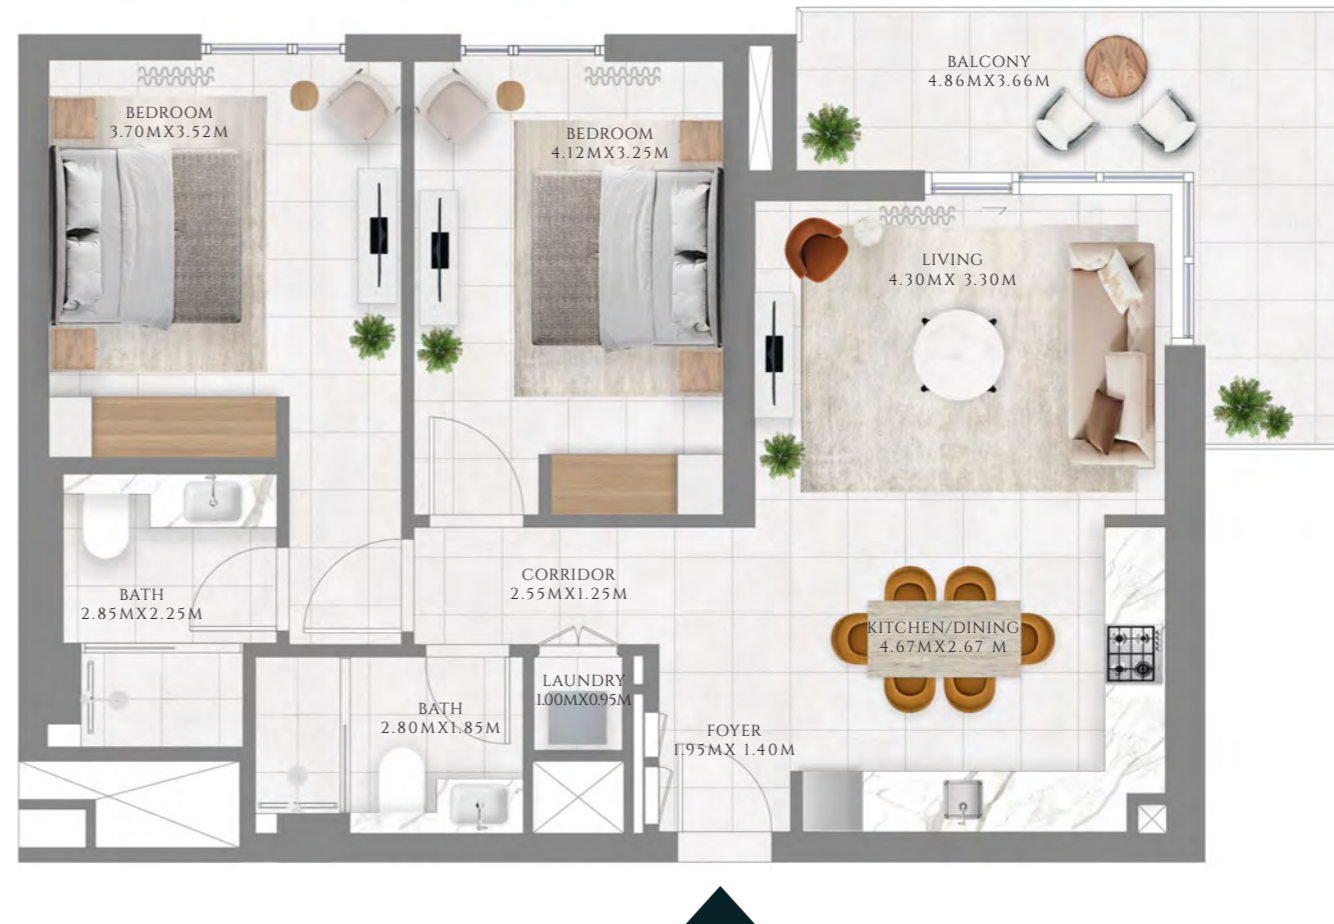 BALCONY
4.86MX3.66M
BEDROOM
3.70MX3.52M
BEDROOM
4.12MX3.25M
LIVING
4.30MX 3.30M
CORRIDOR
2.55MX1.25M
BATH
2.85MX2.25M
KITCHEN/DINING
4.67MX2.67 M
LAUNDRY
1.00MX0.95M
BATH
2.80MX1.85M
FOYER
1.95MX 1.40M